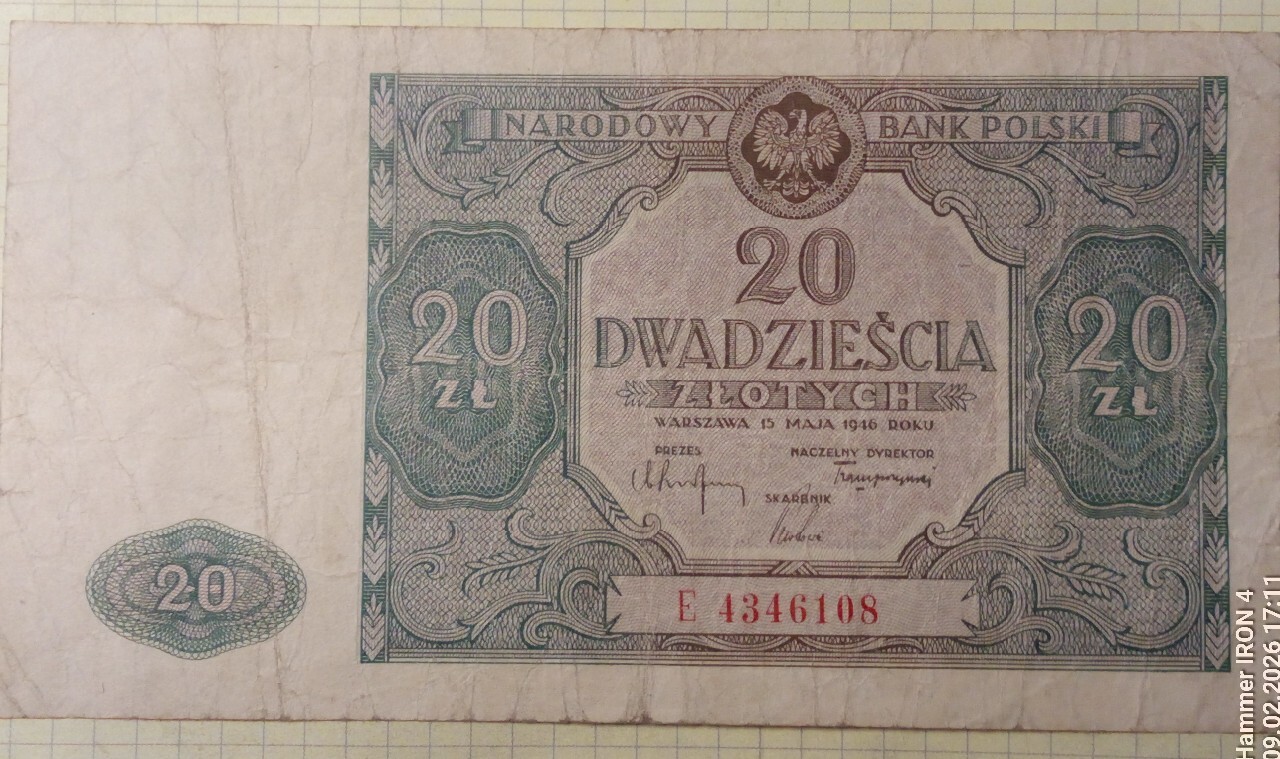 NARODOWY BANK POLSKI
20
DWADZIEŚCIA
ZŁOTYCH
WARSZAWA 15 MAJA 1946 ROKU
PREZES NACZELNY DYREKTOR
SKARBNIK
20 ZŁ
20 ZŁ
20
E 4346108
Hammer IRON 4
09.02.2026 17:11